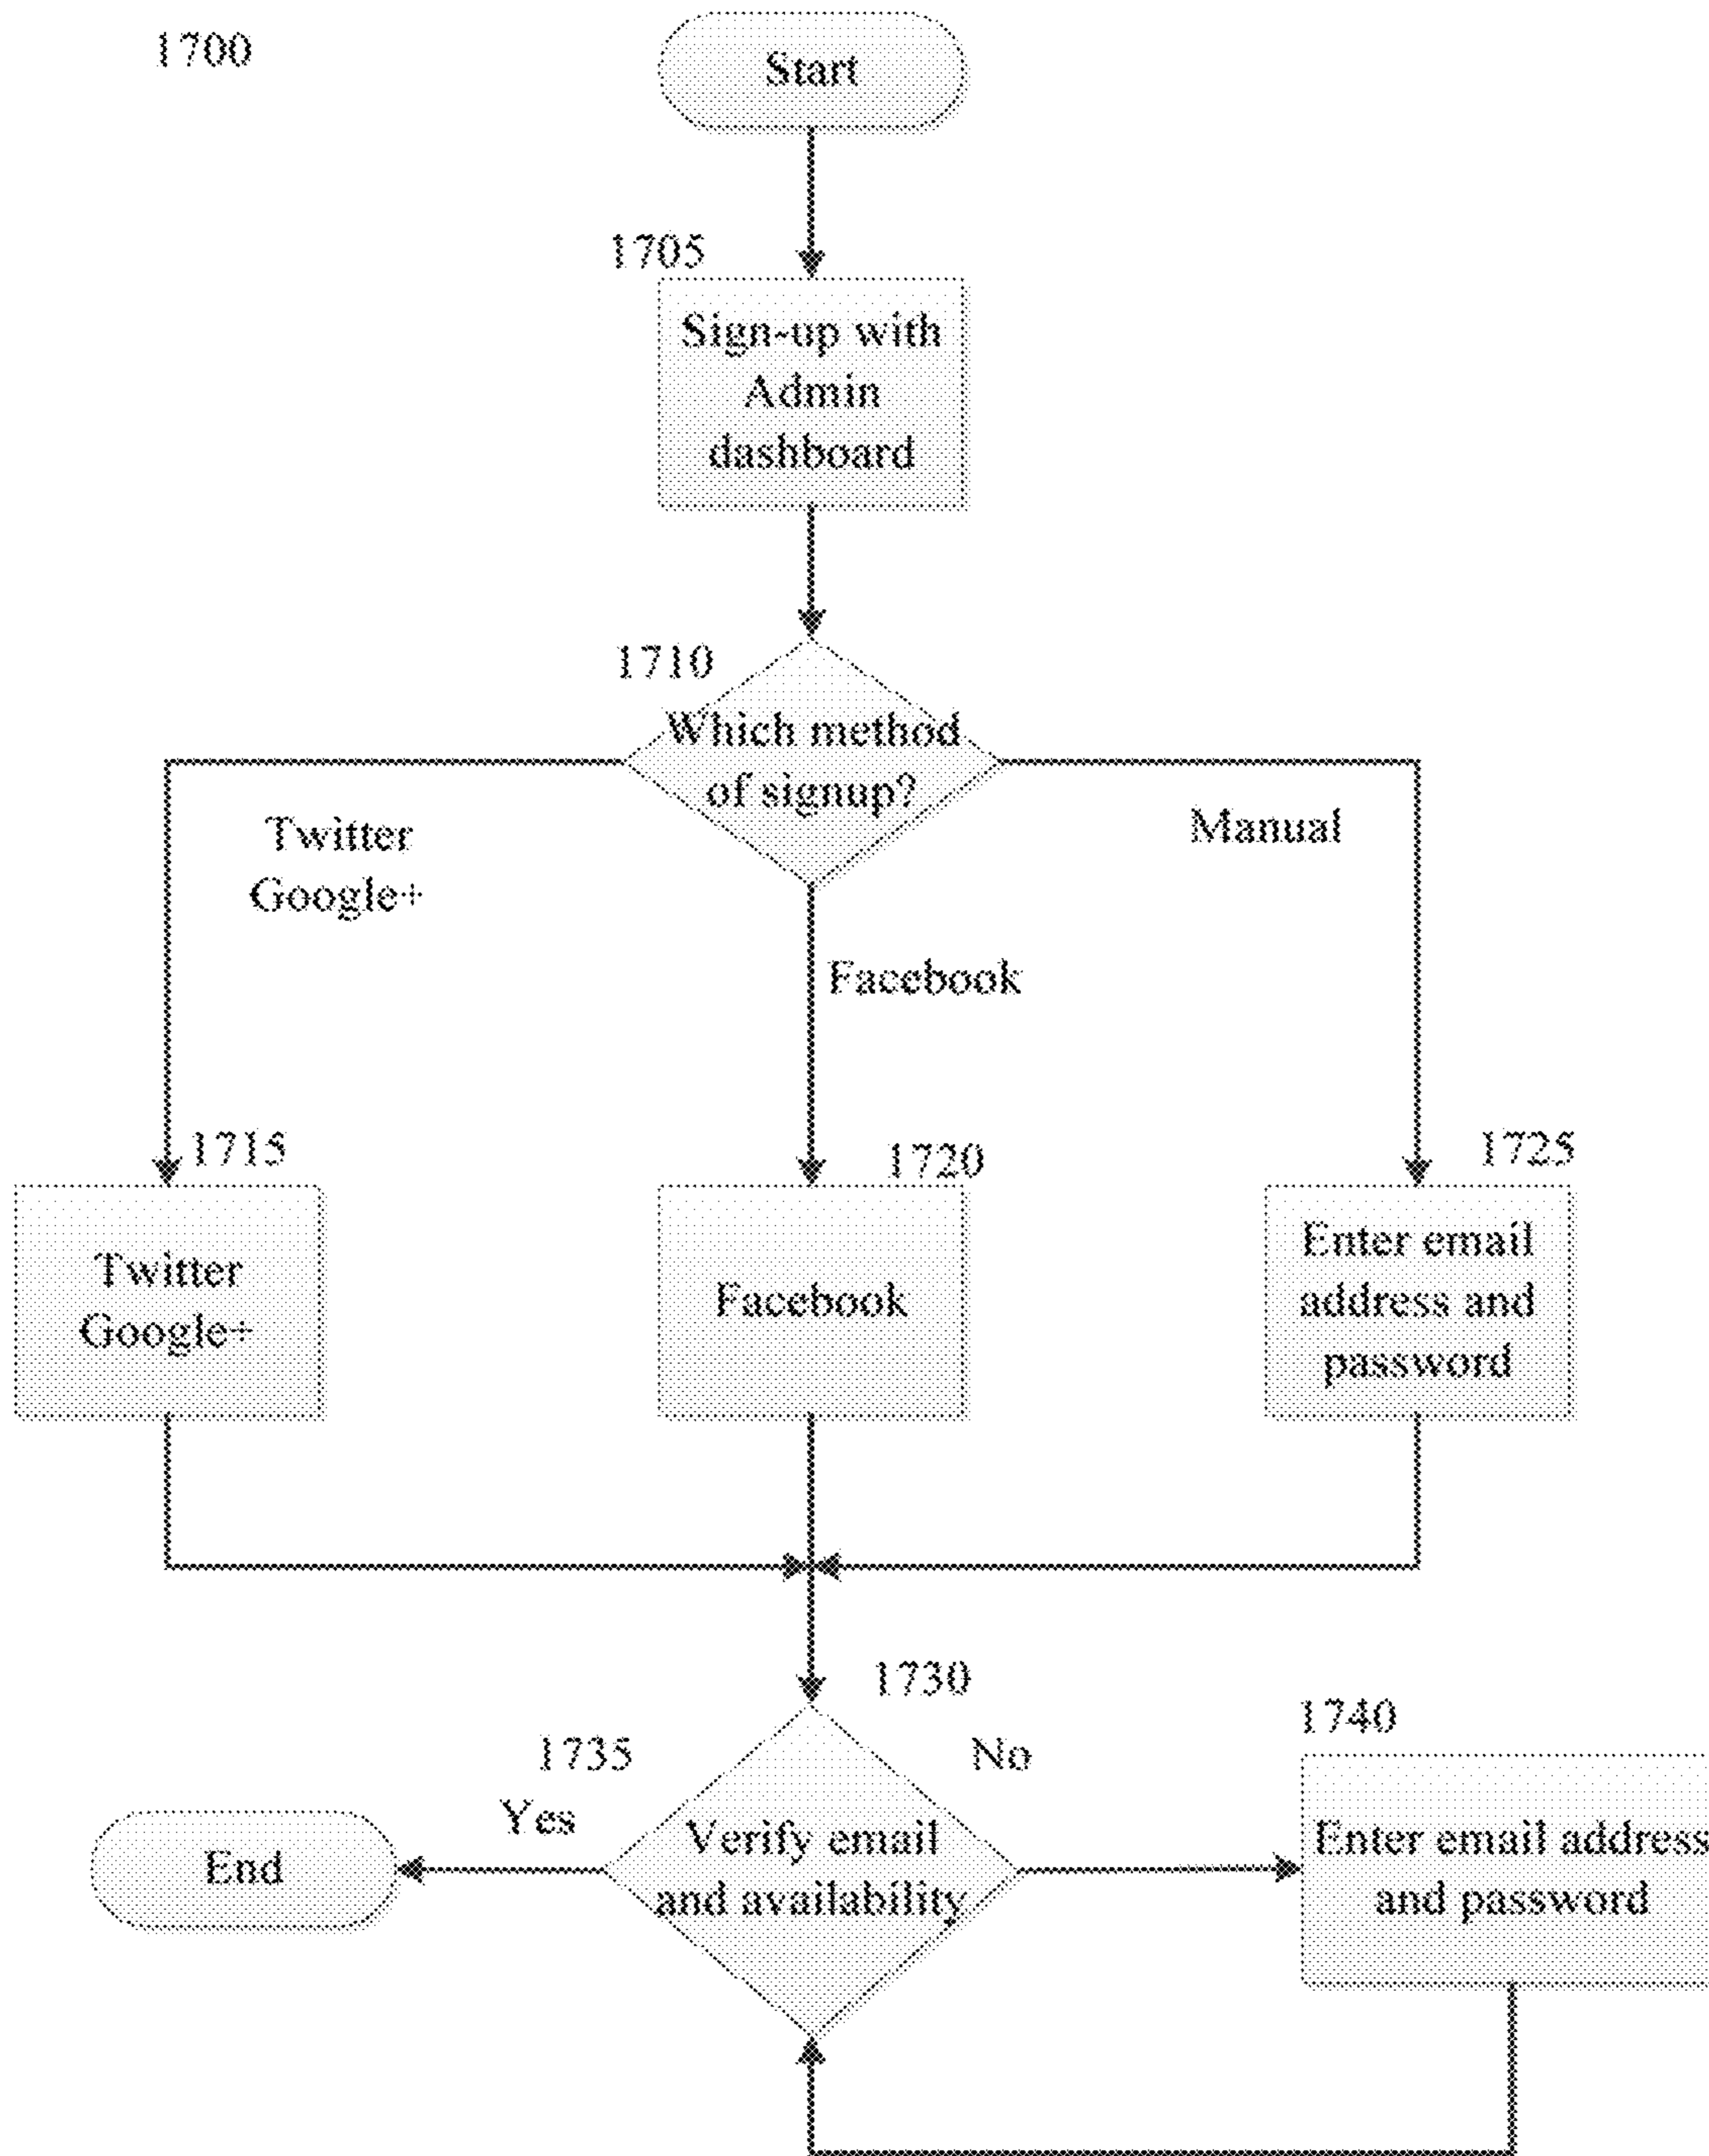 1700
Start
1705
Sign-up with
Admin
dashboard
1710
Which method
of signup?
Twitter
Google+
Manual
Facebook
1715
1720
1725
Twitter
Google+
Facebook
Enter email
address and
password
1730
1740
1735
No
Yes
End
Verify email
and availability
Enter email address
and password